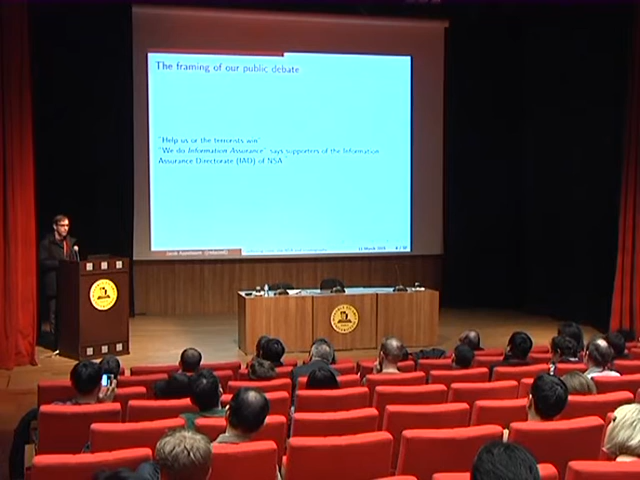 The framing of our public debate
"Help us or the terrorists win"
"We do Information Assurance" says supporters of the Information
Assurance Directorate (IAD) of NSA